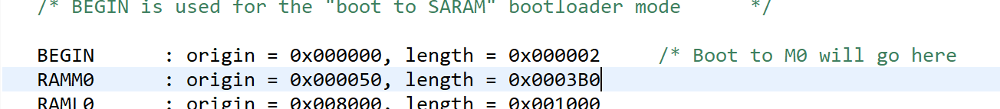 /* BEGIN is used for the "boot to SARAM" bootloader mode */
BEGIN : origin = 0x000000, length = 0x000002 /* Boot to M0 will go here
RAMM0 : origin = 0x000050, length = 0x0003B0
RAML0 : origin = 0x008000, length = 0x001000